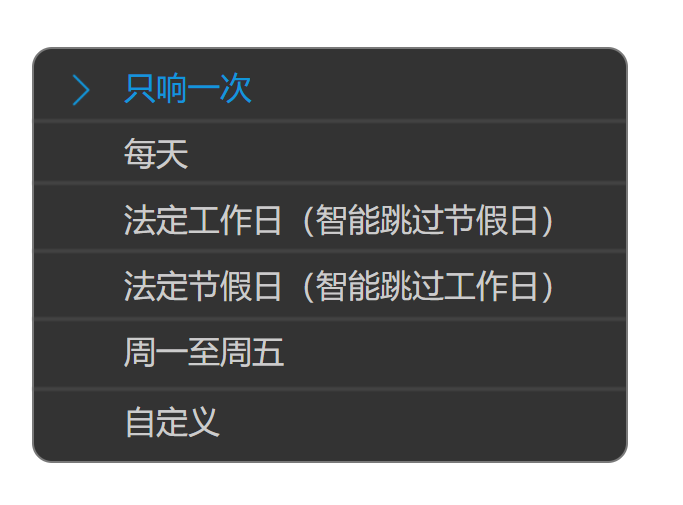 只响一次
每天
法定工作日（智能跳过节假日）
法定节假日（智能跳过工作日）
周一至周五
自定义